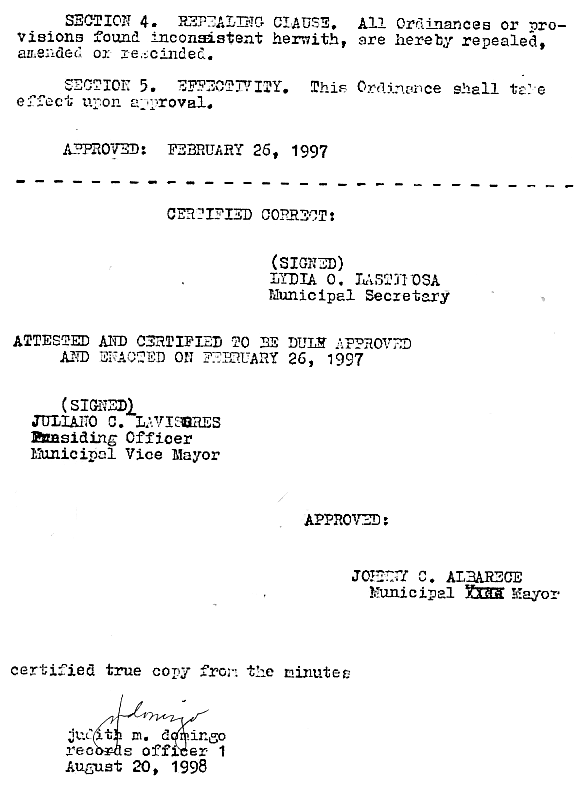 SECTION 4. REPEALING CLAUSE. All Ordinances or pro-
visions found inconsistent herwith, are hereby repealed,
amended or rescinded.
SECTION 5. EFFECTIVITY. This Ordinance shall take
effect upon approval.
APPROVED: FEBRUARY 26, 1997
CERTIFIED CORRECT:
(SIGNED)
LYDIA O.
Municipal Secretary
ATTESTED AND CERTIFIED TO BE DULY APPROVED
AND ENACTED ON FEBRUARY 26, 1997
(SIGNED)
JULIANO C. LAVISORES
Presiding Officer
Municipal Vice Mayor
APPROVED:
JOHNNY C. ALBARECE
Municipal Mayor
certified true copy from the minutes
jdomingo
judith m. domingo
records officer 1
August 20, 1998